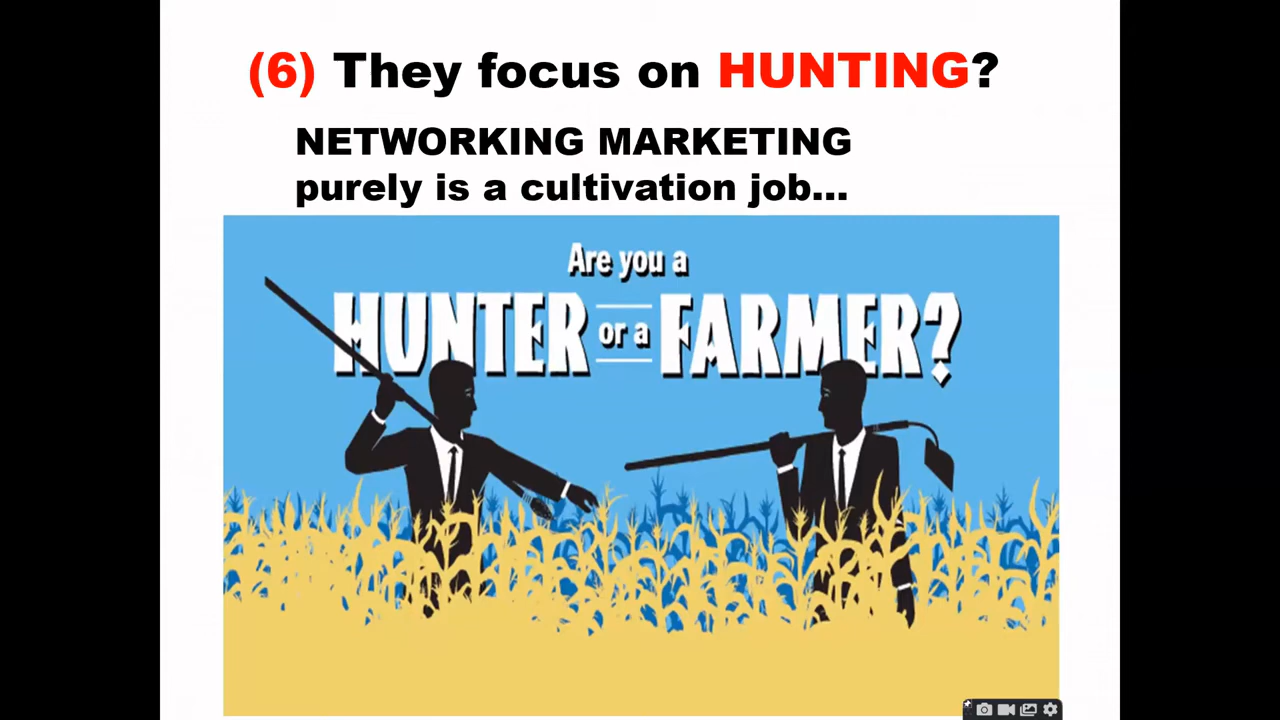 (6) They focus on HUNTING?
NETWORKING MARKETING
purely is a cultivation job...
Are you a
HUNTER or a FARMER?